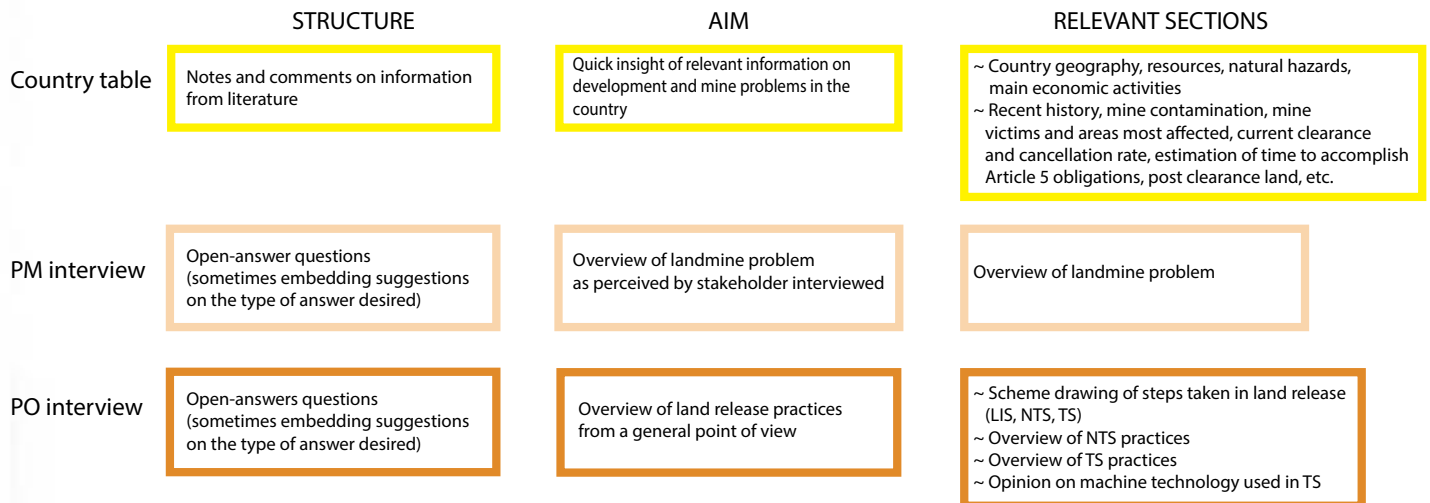 STRUCTURE AIM RELEVANT SECTIONS
Country table
Notes and comments on information
from literature
Quick insight of relevant information on
development and mine problems in the
country
~ Country geography, resources, natural hazards,
main economic activities
~ Recent history, mine contamination, mine
victims and areas most affected, current clearance
and cancellation rate, estimation of time to accomplish
Article 5 obligations, post clearance land, etc.
PM interview
Open-answer questions
(sometimes embedding suggestions
on the type of answer desired)
Overview of landmine problem
as perceived by stakeholder interviewed
Overview of landmine problem
PO interview
Open-answers questions
(sometimes embedding suggestions
on the type of answer desired)
Overview of land release practices
from a general point of view
~ Scheme drawing of steps taken in land release
(LIS, NTS, TS)
~ Overview of NTS practices
~ Overview of TS practices
~ Opinion on machine technology used in TS